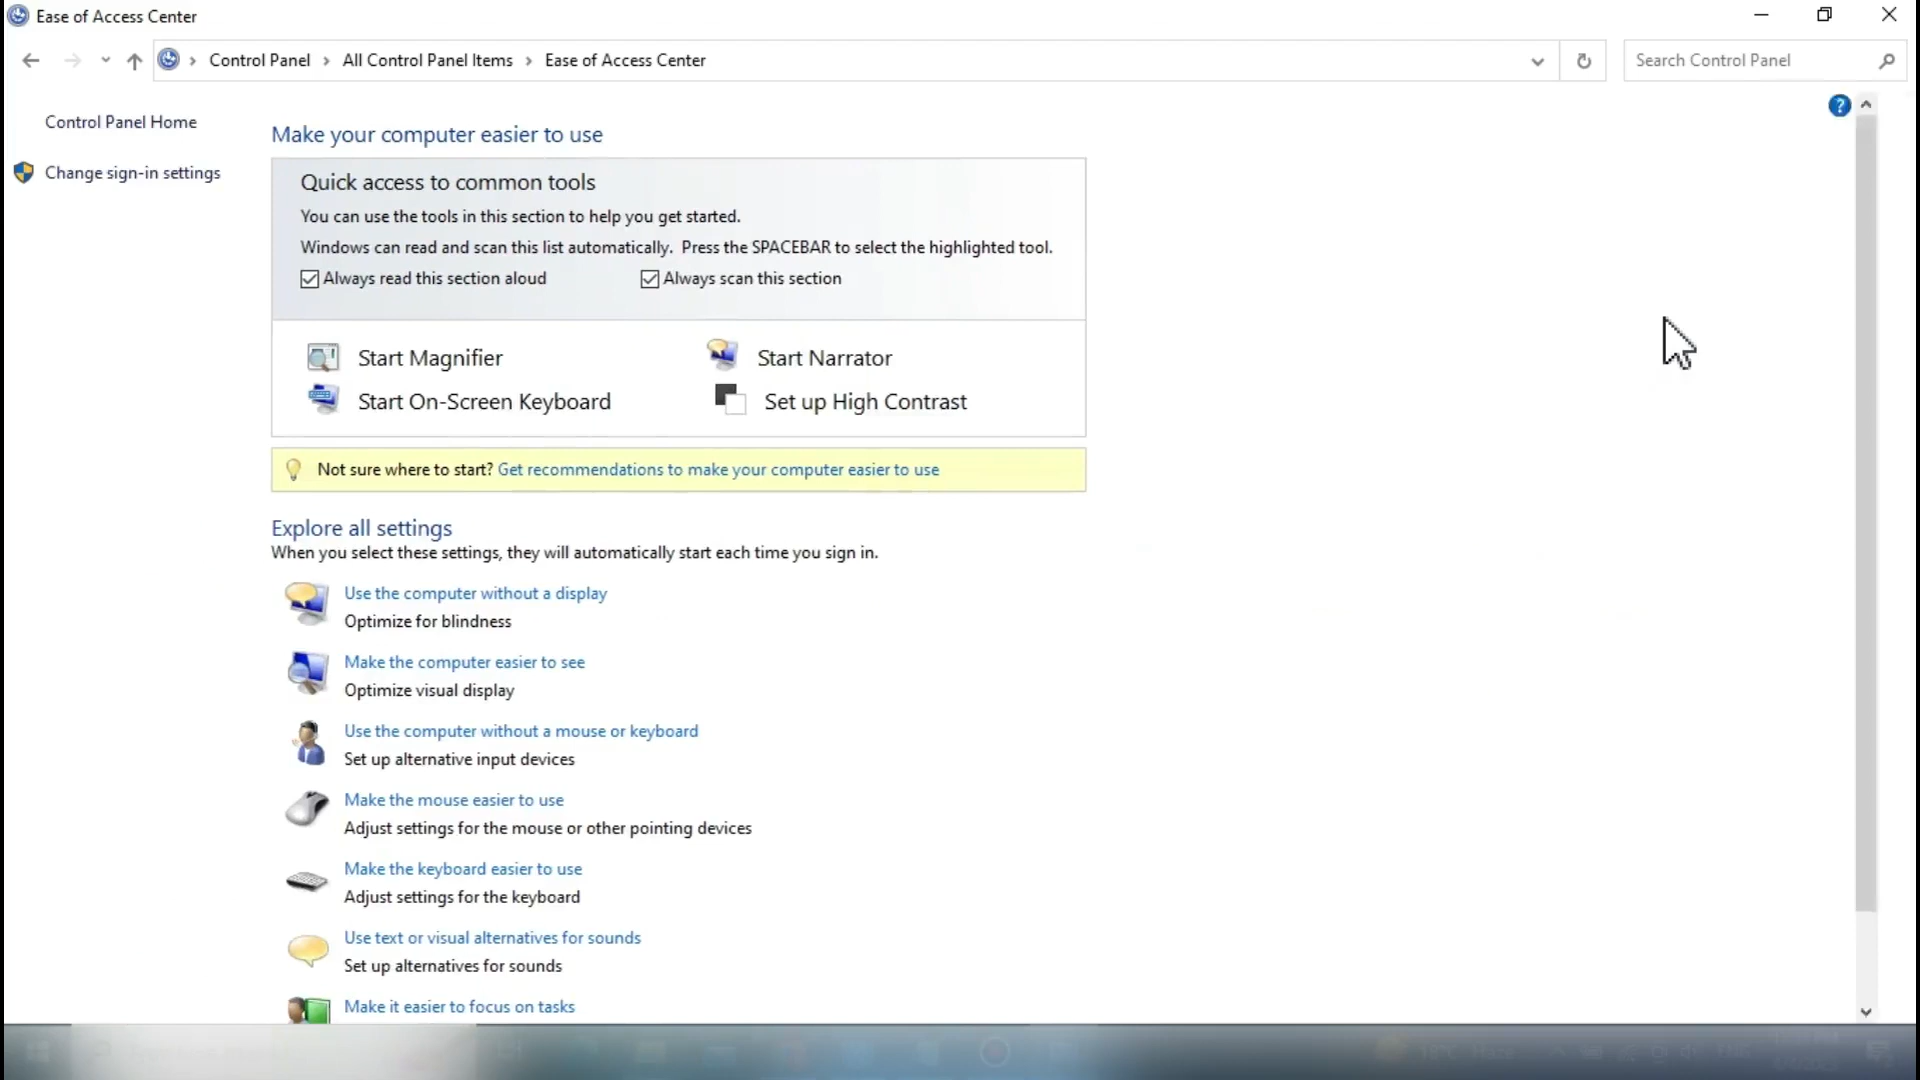 Ease of Access Center
Control Panel › All Control Panel Items › Ease of Access Center
Search Control Panel
Control Panel Home
Change sign-in settings
Make your computer easier to use
Quick access to common tools
You can use the tools in this section to help you get started.
Windows can read and scan this list automatically. Press the SPACEBAR to select the highlighted tool.
Always read this section aloud
Always scan this section
Start Magnifier
Start Narrator
Start On-Screen Keyboard
Set up High Contrast
Not sure where to start? Get recommendations to make your computer easier to use
Explore all settings
When you select these settings, they will automatically start each time you sign in.
Use the computer without a display
Optimize for blindness
Make the computer easier to see
Optimize visual display
Use the computer without a mouse or keyboard
Set up alternative input devices
Make the mouse easier to use
Adjust settings for the mouse or other pointing devices
Make the keyboard easier to use
Adjust settings for the keyboard
Use text or visual alternatives for sounds
Set up alternatives for sounds
Make it easier to focus on tasks